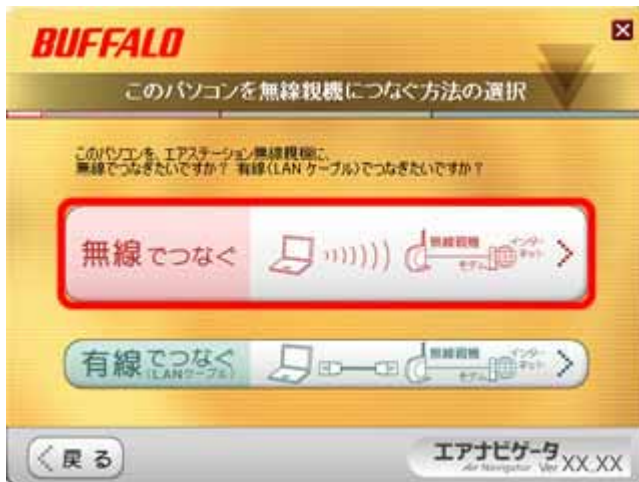 BUFFALO
このパソコンを無線親機につなぐ方法の選択
このパソコンを、エアステーション無線親機に、
無線でつなぎたいですか? 有線(LAN ケーブル)でつなぎたいですか?
無線でつなぐ
無線親機
モデム
インターネット
有線でつなぐ
(LANケーブル)
無線親機
モデム
インターネット
戻る
エアナビゲータ
Air Navigator Ver XX.XX